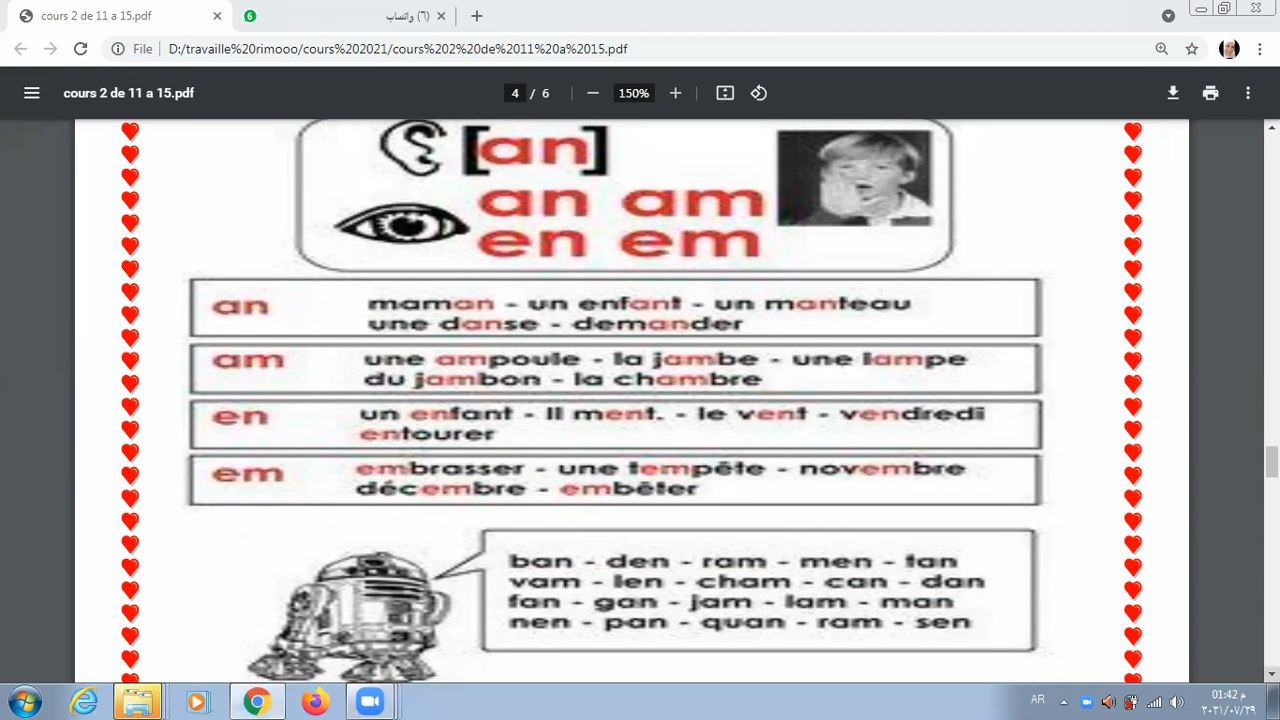 cours 2 de 11 a 15.pdf
(٦) واتساب
6
File D:/travaille%20rimooo/cours%202021/cours%202%20de%2011%20a%2015.pdf
cours 2 de 11 a 15.pdf 4 / 6 150%
[an]
an am
en em
an maman - un enfant - un manteau
une danse - demander
am une ampoule - la jambe - une lampe
du jambon - la chambre
en un enfant - Il ment. - le vent - vendredi
entourer
em embrasser - une tempête - novembre
décembre - embêter
ban - den - ram - men - tan
vam - len - cham - can - dan
fan - gan - jam - lam - man
nen - pan - quan - ram - sen
AR
01:42 م
٢٠٢١/٠٧/٢٩